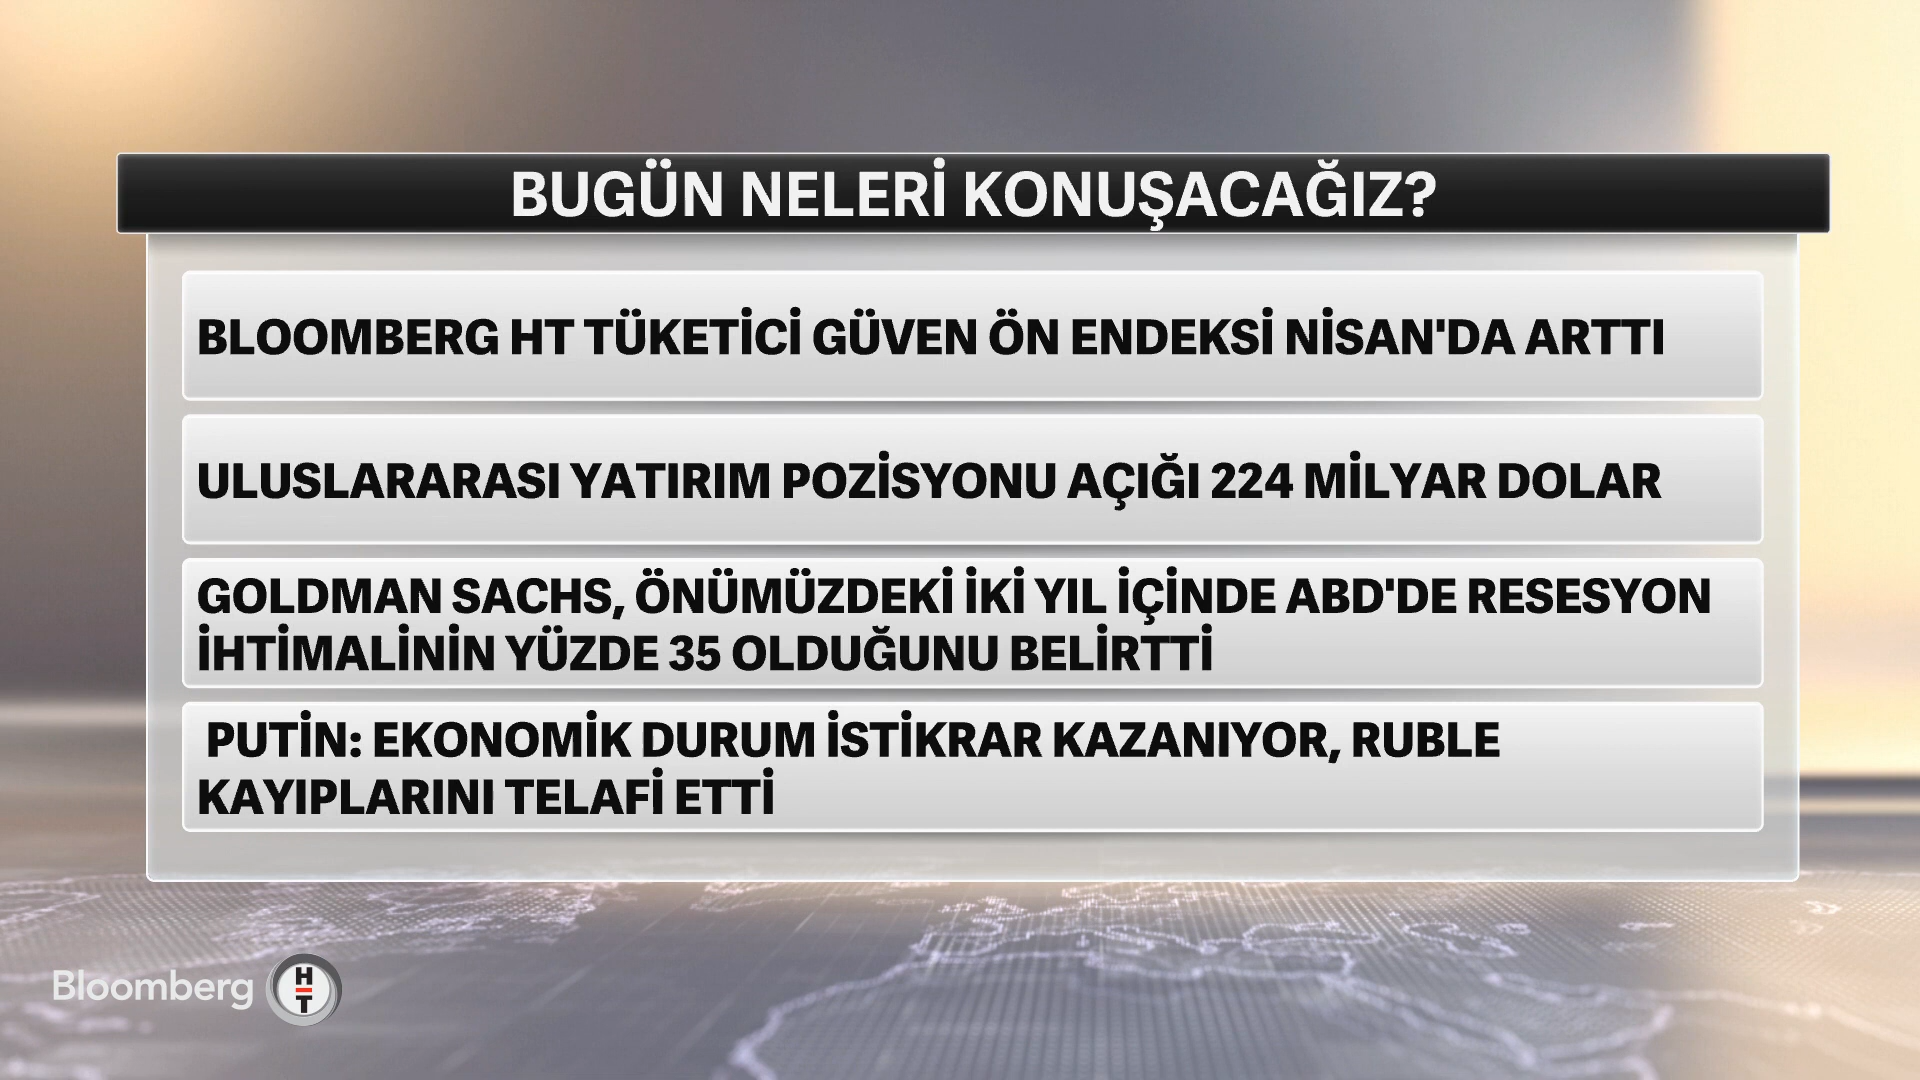 BUGÜN NELERİ KONUŞACAĞIZ?
BLOOMBERG HT TÜKETİCİ GÜVEN ÖN ENDEKSİ NİSAN'DA ARTTI
ULUSLARARASI YATIRIM POZİSYONU AÇIĞI 224 MİLYAR DOLAR
GOLDMAN SACHS, ÖNÜMÜZDEKİ İKİ YIL İÇİNDE ABD'DE RESESYON
İHTİMALİNİN YÜZDE 35 OLDUĞUNU BELİRTTİ
PUTİN: EKONOMİK DURUM İSTİKRAR KAZANIYOR, RUBLE
KAYIPLARINI TELAFİ ETTİ
Bloomberg HT